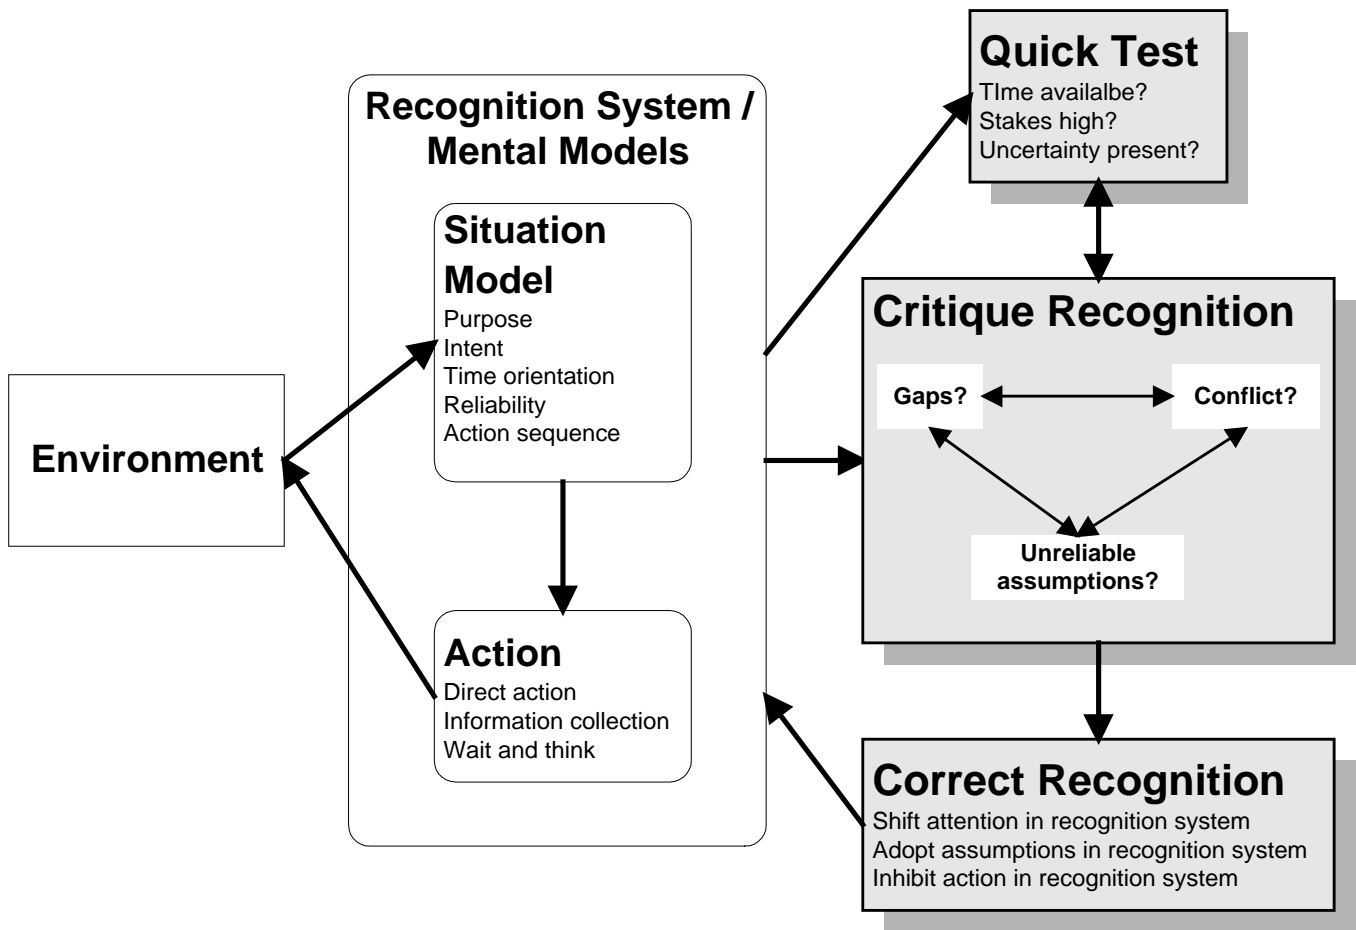 Environment
Recognition System /
Mental Models
Situation
Model
Purpose
Intent
Time orientation
Reliability
Action sequence
Action
Direct action
Information collection
Wait and think
Quick Test
TIme availalbe?
Stakes high?
Uncertainty present?
Critique Recognition
Gaps?
Conflict?
Unreliable
assumptions?
Correct Recognition
Shift attention in recognition system
Adopt assumptions in recognition system
Inhibit action in recognition system